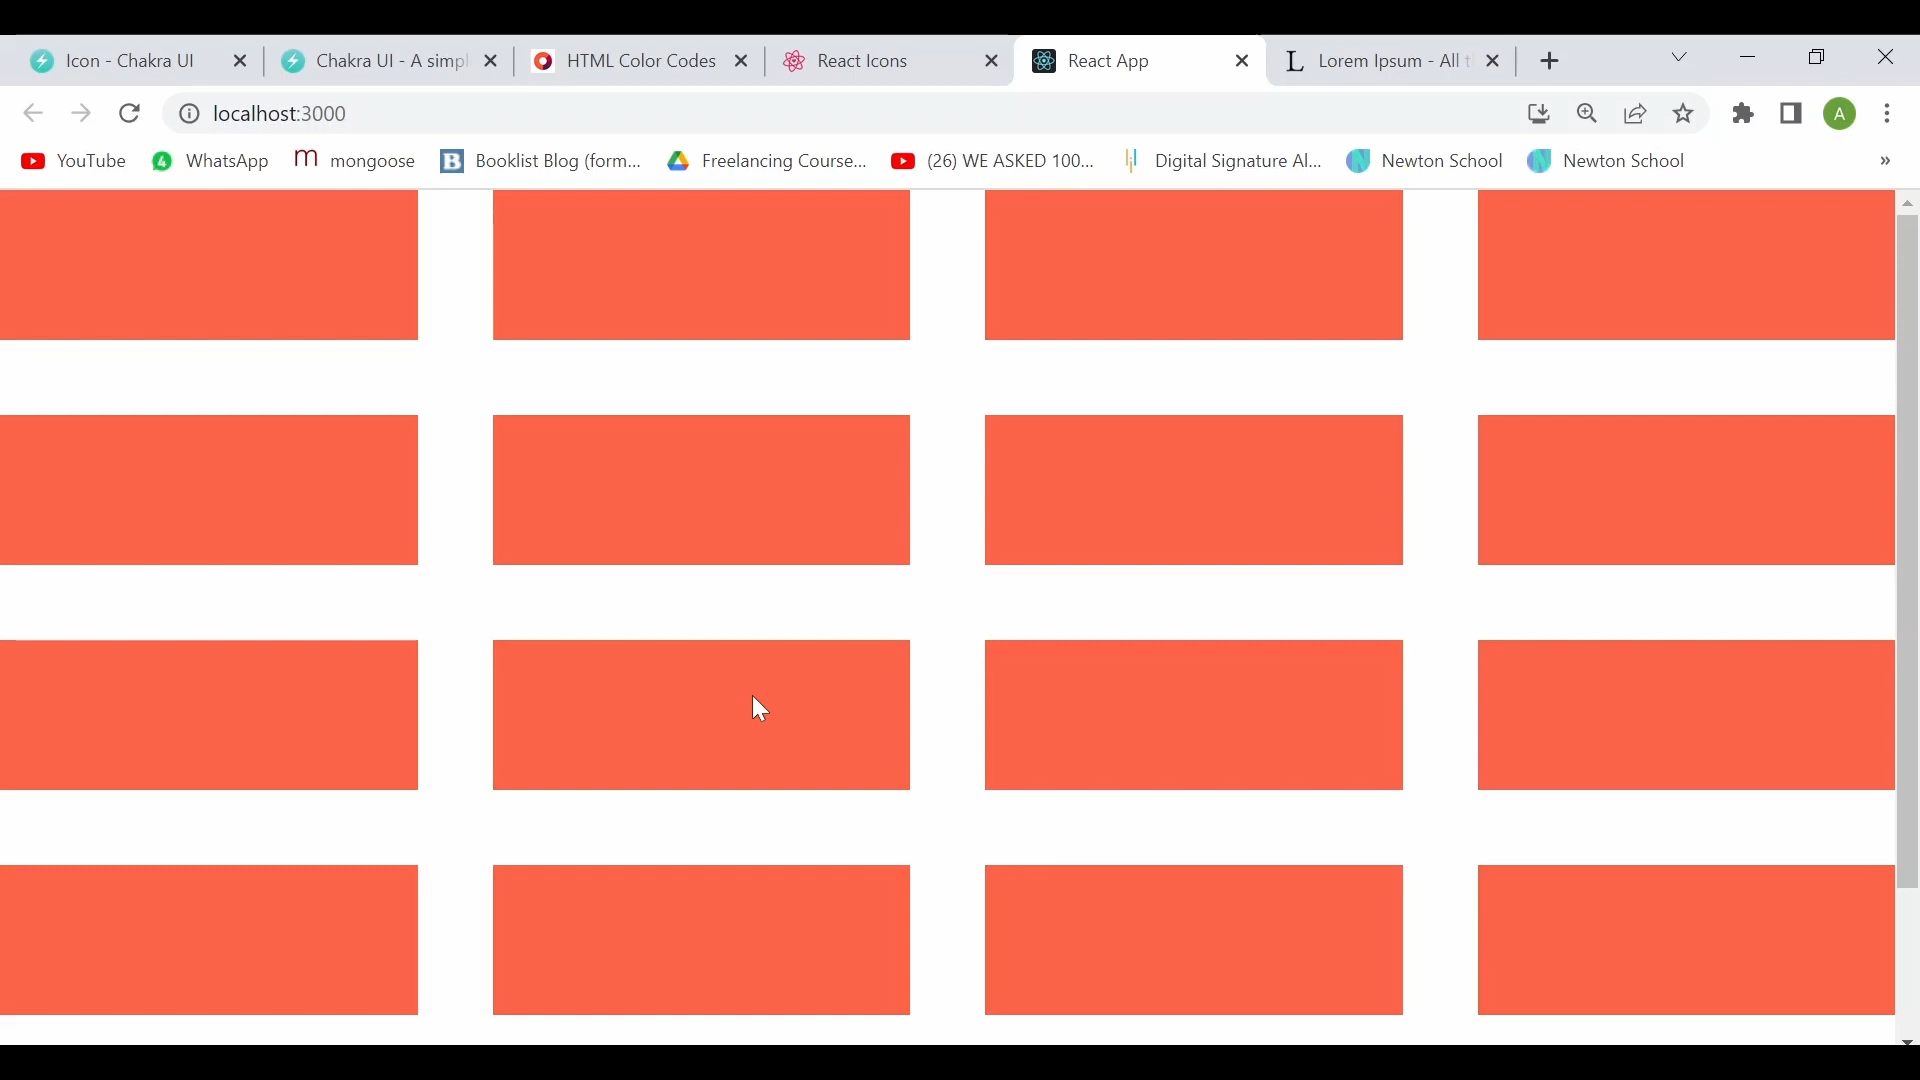 Icon - Chakra UI
Chakra UI - A simpl
HTML Color Codes
React Icons
React App
Lorem Ipsum - All t
localhost:3000
A
YouTube
4 WhatsApp
m mongoose
B Booklist Blog (form...
Freelancing Course...
(26) WE ASKED 100...
Digital Signature Al...
Newton School
Newton School